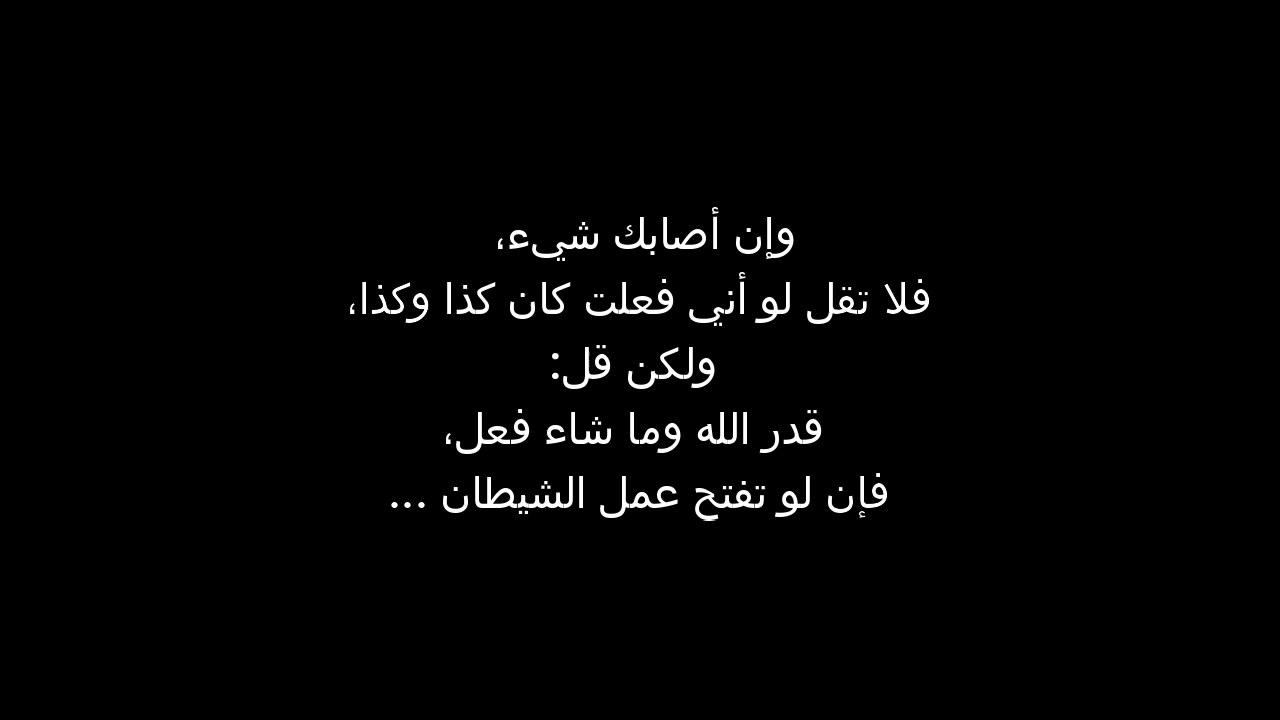 وإن أصابك شيء،
فلا تقل لو أني فعلت كان كذا وكذا،
ولكن قل:
قدر الله وما شاء فعل،
فإن لو تفتح عمل الشيطان ...